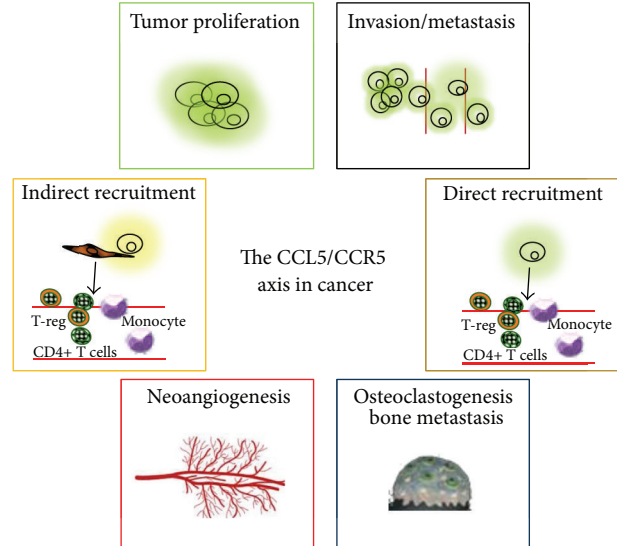 Tumor proliferation
Invasion/metastasis
Indirect recruitment
T-reg
Monocyte
CD4+ T cells
The CCL5/CCR5
axis in cancer
Direct recruitment
T-reg
Monocyte
CD4+ T cells
Neoangiogenesis
Osteoclastogenesis
bone metastasis